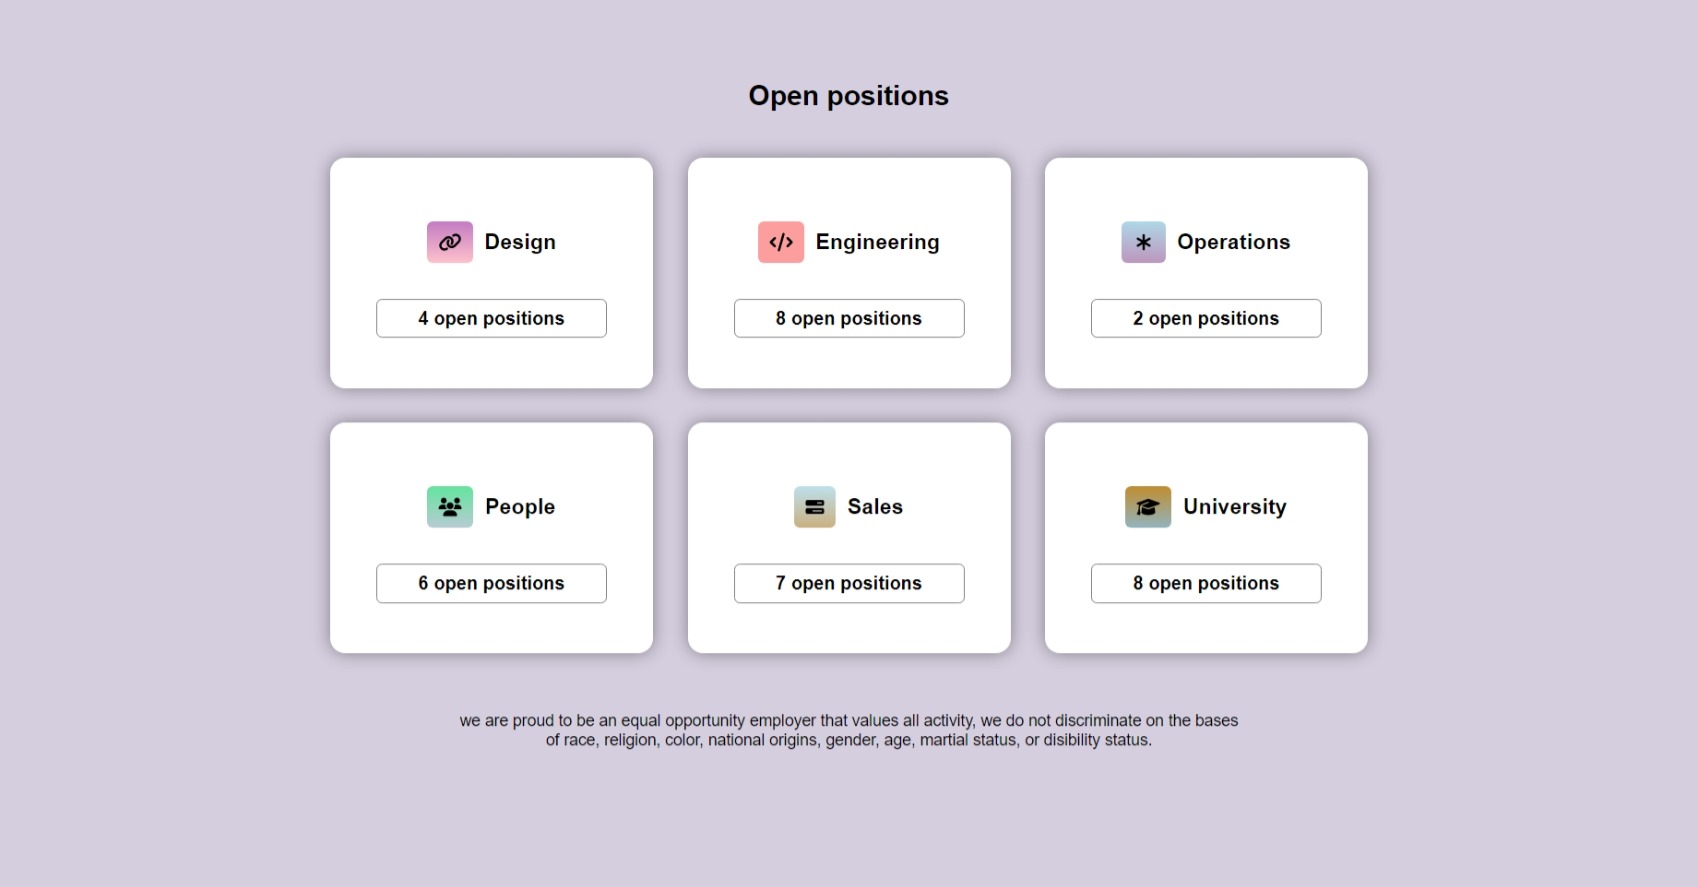 Open positions
Design
4 open positions
Engineering
8 open positions
Operations
2 open positions
People
6 open positions
Sales
7 open positions
University
8 open positions
we are proud to be an equal opportunity employer that values all activity, we do not discriminate on the bases
of race, religion, color, national origins, gender, age, martial status, or disibility status.